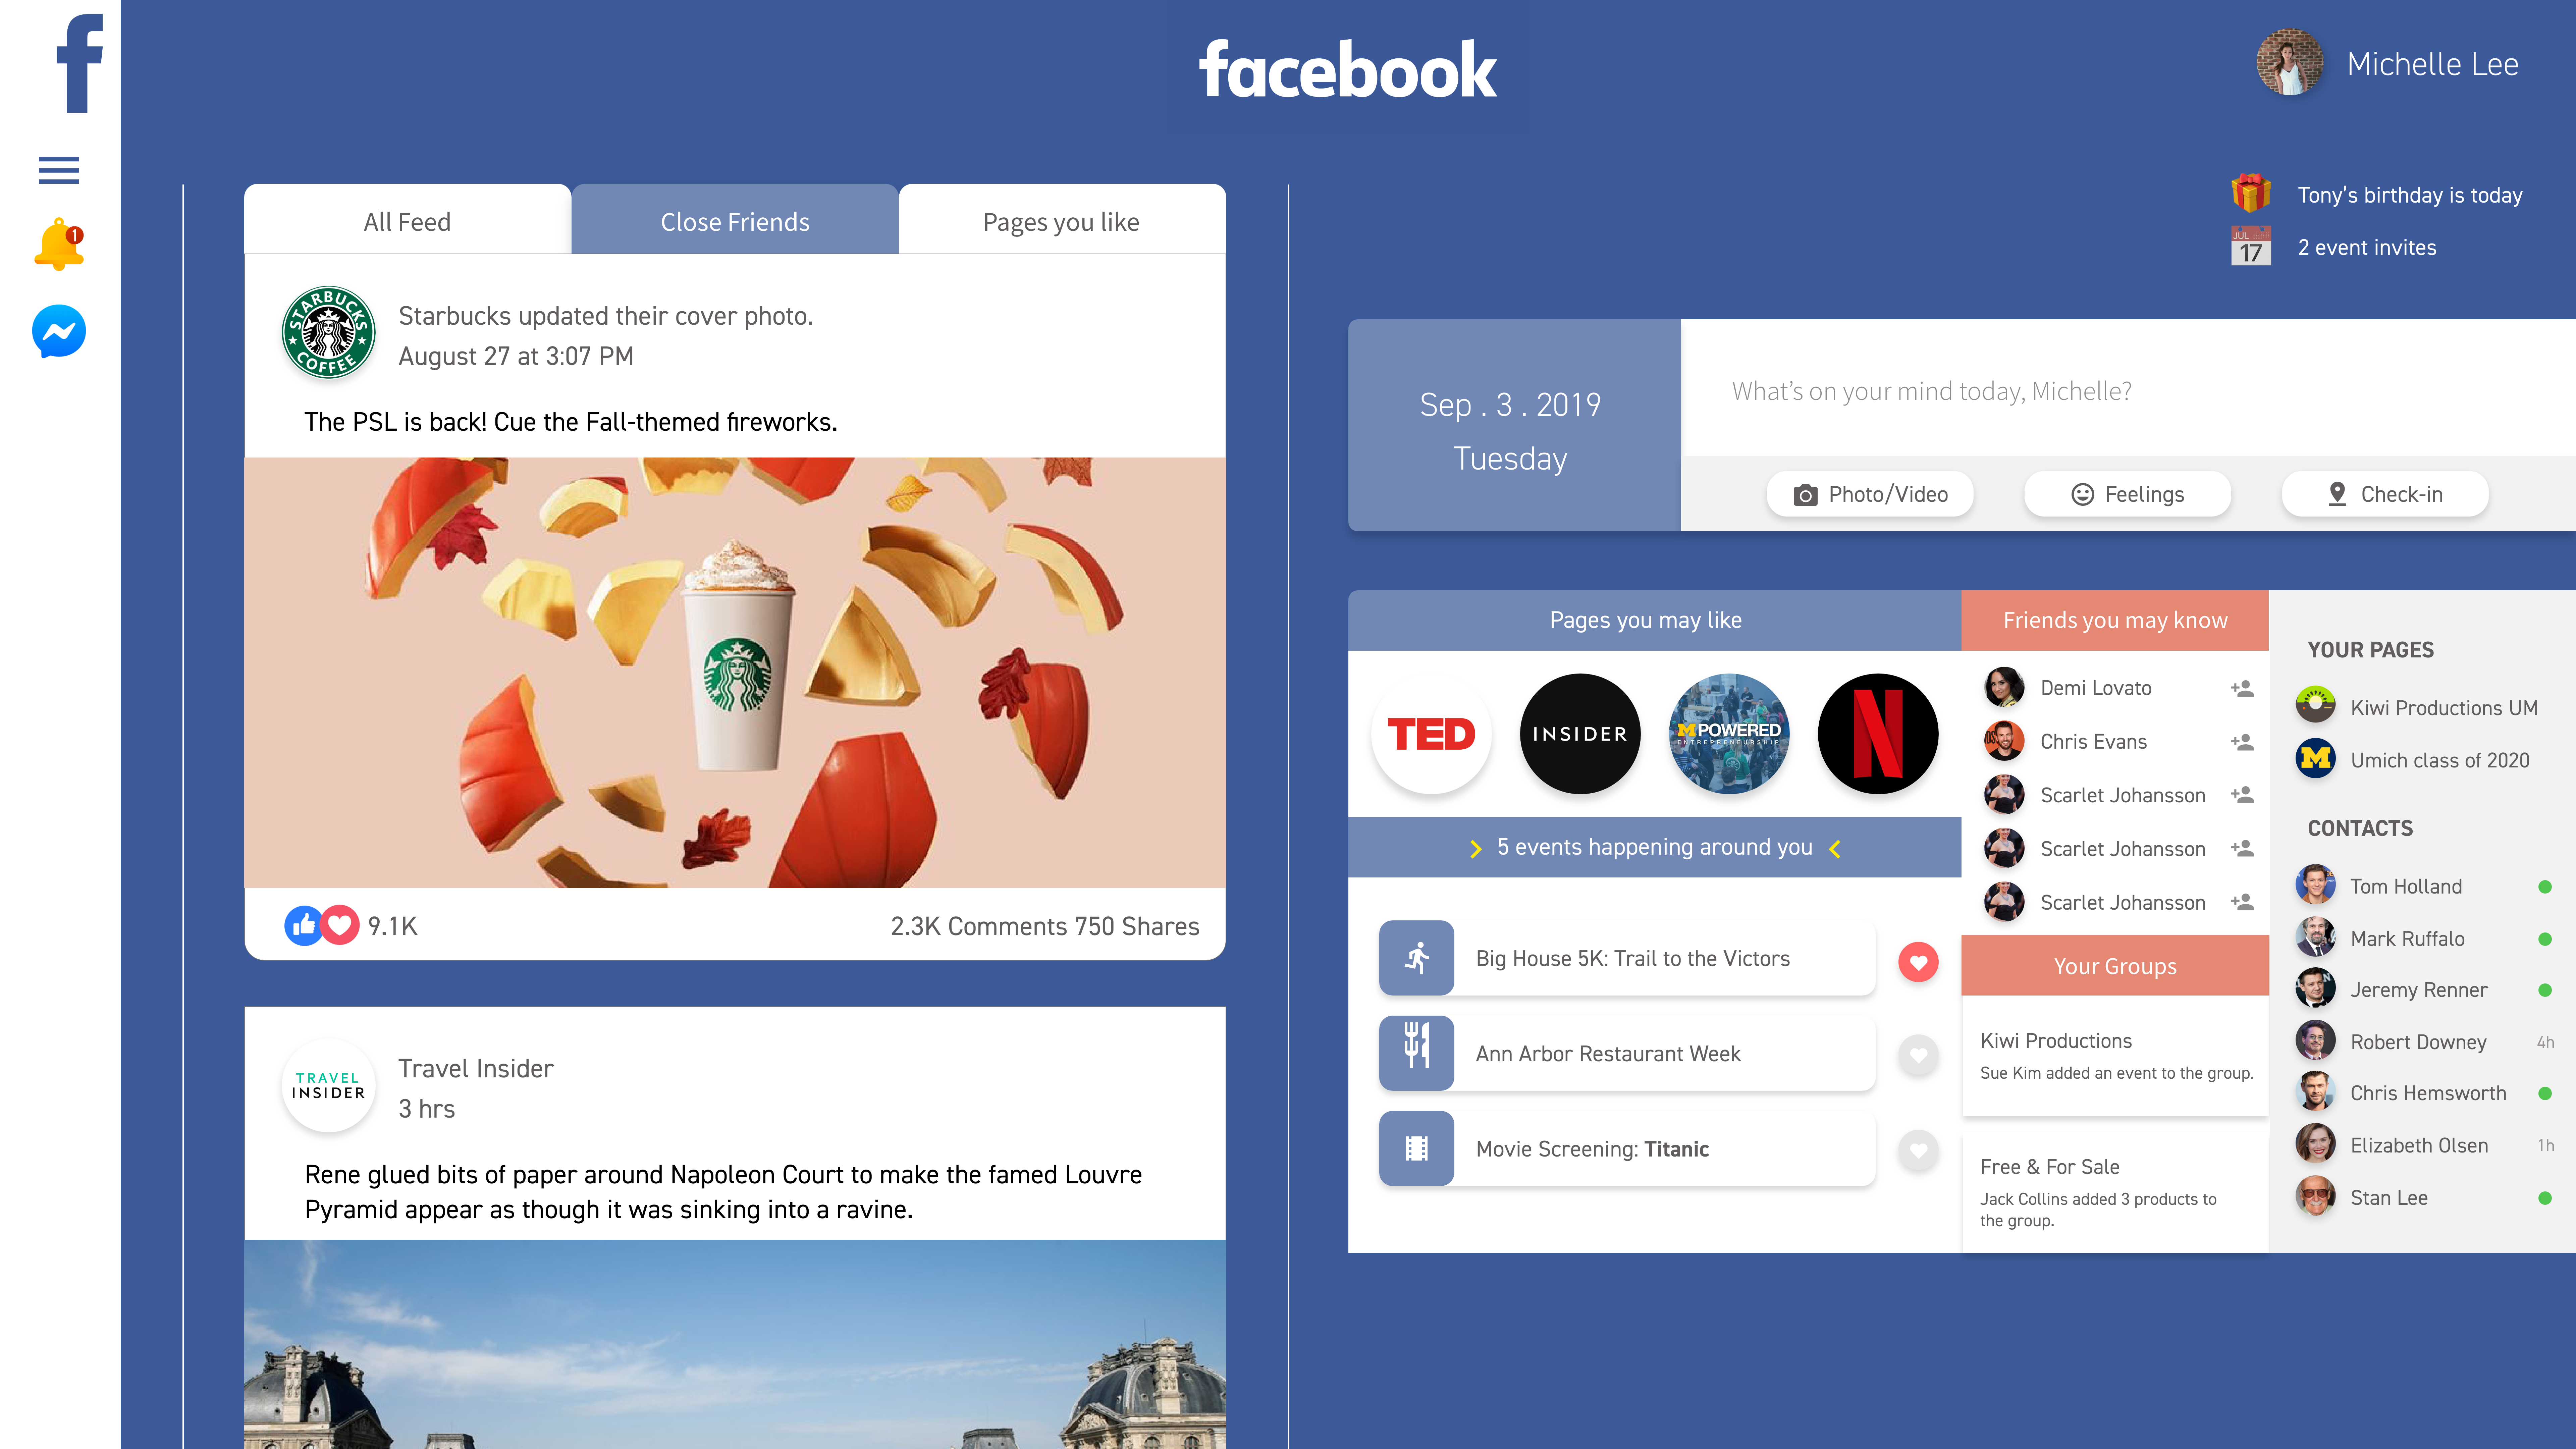 f
facebook
Michelle Lee
1
Tony's birthday is today
JUL
17
2 event invites
All Feed
Close Friends
Pages you like
STARBUCKS
COFFEE
Starbucks updated their cover photo.
August 27 at 3:07 PM
The PSL is back! Cue the Fall-themed fireworks.
9.1K
2.3K Comments 750 Shares
TRAVEL
INSIDER
Travel Insider
3 hrs
Rene glued bits of paper around Napoleon Court to make the famed Louvre
Pyramid appear as though it was sinking into a ravine.
Sep . 3 . 2019
Tuesday
What's on your mind today, Michelle?
Photo/Video
Feelings
Check-in
Pages you may like
TED
INSIDER
MPOWERED
ENTREPRENEURSHIP
N
5 events happening around you
Big House 5K: Trail to the Victors
Ann Arbor Restaurant Week
Movie Screening: Titanic
Friends you may know
Demi Lovato
Chris Evans
Scarlet Johansson
Scarlet Johansson
Scarlet Johansson
Your Groups
Kiwi Productions
Sue Kim added an event to the group.
Free & For Sale
Jack Collins added 3 products to
the group.
YOUR PAGES
Kiwi Productions UM
M
Umich class of 2020
CONTACTS
Tom Holland
Mark Ruffalo
Jeremy Renner
Robert Downey 4h
Chris Hemsworth
Elizabeth Olsen 1h
Stan Lee